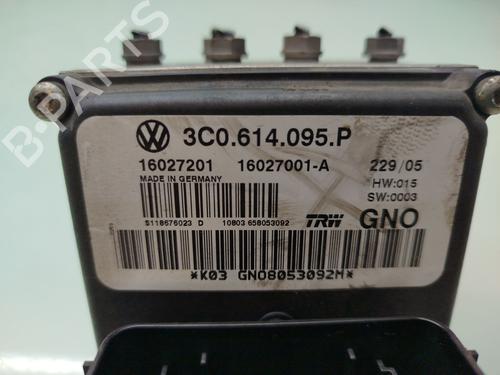 B-PARTS
3C0.614.095.P
16027201 16027001-A 229/05
MADE IN GERMANY HW:015
SW:0003
S118676023 D 10803 658053092 TRW GNO
*K03 GNO8053092M*